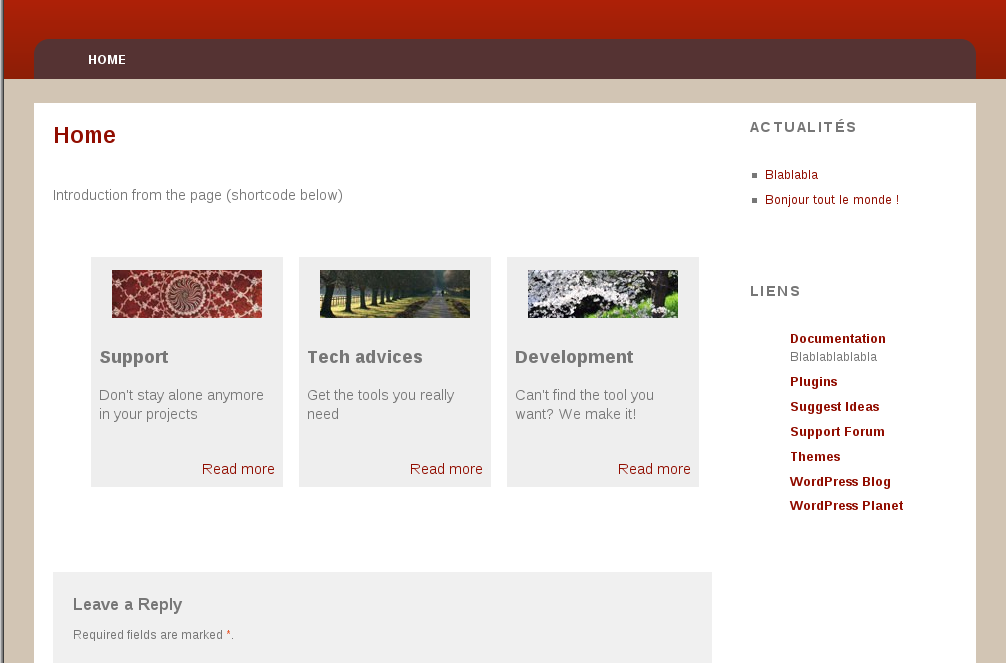 HOME
Home
Introduction from the page (shortcode below)
Support
Don't stay alone anymore
in your projects
Read more
Tech advices
Get the tools you really
need
Read more
Development
Can't find the tool you
want? We make it!
Read more
Leave a Reply
Required fields are marked *.
ACTUALITÉS
Blablabla
Bonjour tout le monde !
LIENS
Documentation
Blablablablabla
Plugins
Suggest Ideas
Support Forum
Themes
WordPress Blog
WordPress Planet